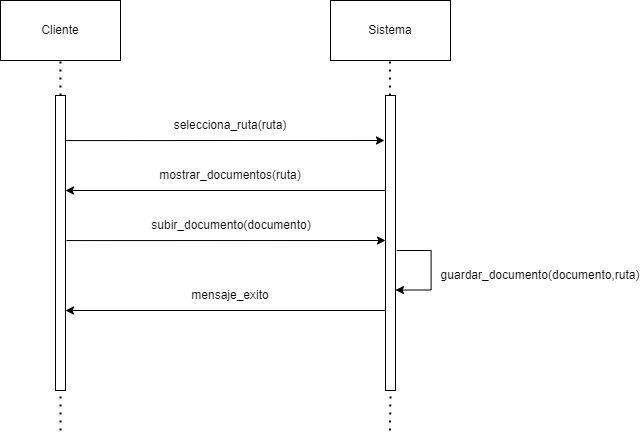 Cliente
Sistema
selecciona_ruta(ruta)
mostrar_documentos(ruta)
subir_documento(documento)
guardar_documento(documento,ruta)
mensaje_exito